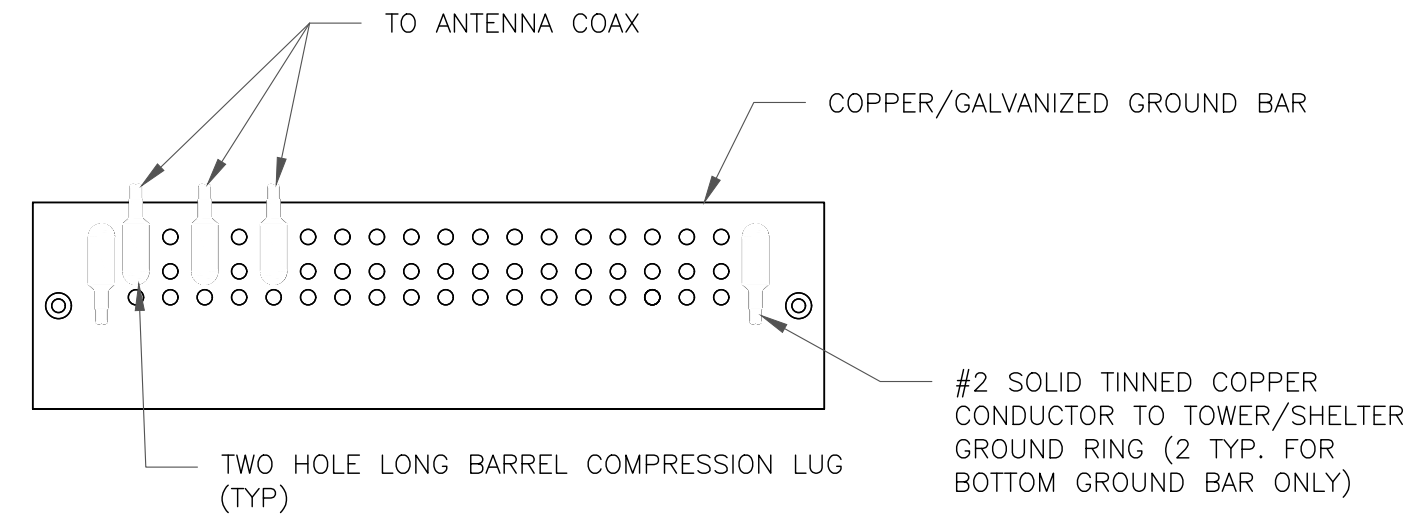 TO ANTENNA COAX
COPPER/GALVANIZED GROUND BAR
#2 SOLID TINNED COPPER
CONDUCTOR TO TOWER/SHELTER
GROUND RING (2 TYP. FOR
BOTTOM GROUND BAR ONLY)
TWO HOLE LONG BARREL COMPRESSION LUG
(TYP)